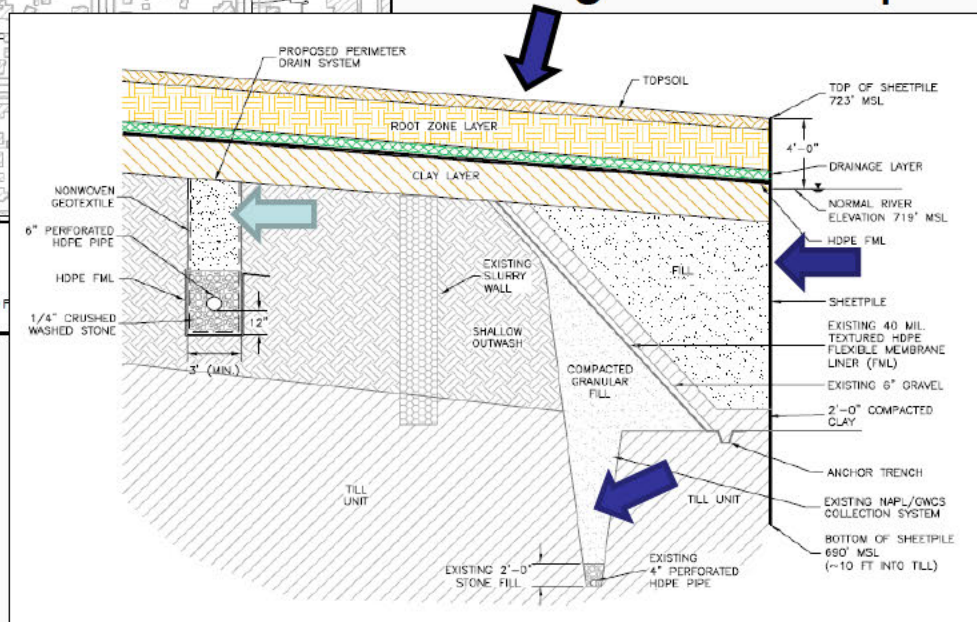 PROPOSED PERIMETER
DRAIN SYSTEM
TOPSOIL
TOP OF SHEETPILE
723' MSL
ROOT ZONE LAYER
4'-0"
DRAINAGE LAYER
CLAY LAYER
NORMAL RIVER
ELEVATION 719' MSL
NONWOVEN
GEOTEXTILE
6" PERFORATED
HDPE PIPE
HDPE FML
1/4" CRUSHED
WASHED STONE
12"
3' (MIN.)
EXISTING
SLURRY
WALL
SHALLOW
OUTWASH
COMPACTED
GRANULAR
FILL
FILL
HDPE FML
SHEETPILE
EXISTING 40 MIL.
TEXTURED HDPE
FLEXIBLE MEMBRANE
LINER (FML)
EXISTING 6" GRAVEL
2'-0" COMPACTED
CLAY
ANCHOR TRENCH
TILL
UNIT
TILL UNIT
EXISTING NAPL/GWCS
COLLECTION SYSTEM
BOTTOM OF SHEETPILE
690' MSL
(~10 FT INTO TILL)
EXISTING 2'-0"
STONE FILL
EXISTING
4" PERFORATED
HDPE PIPE